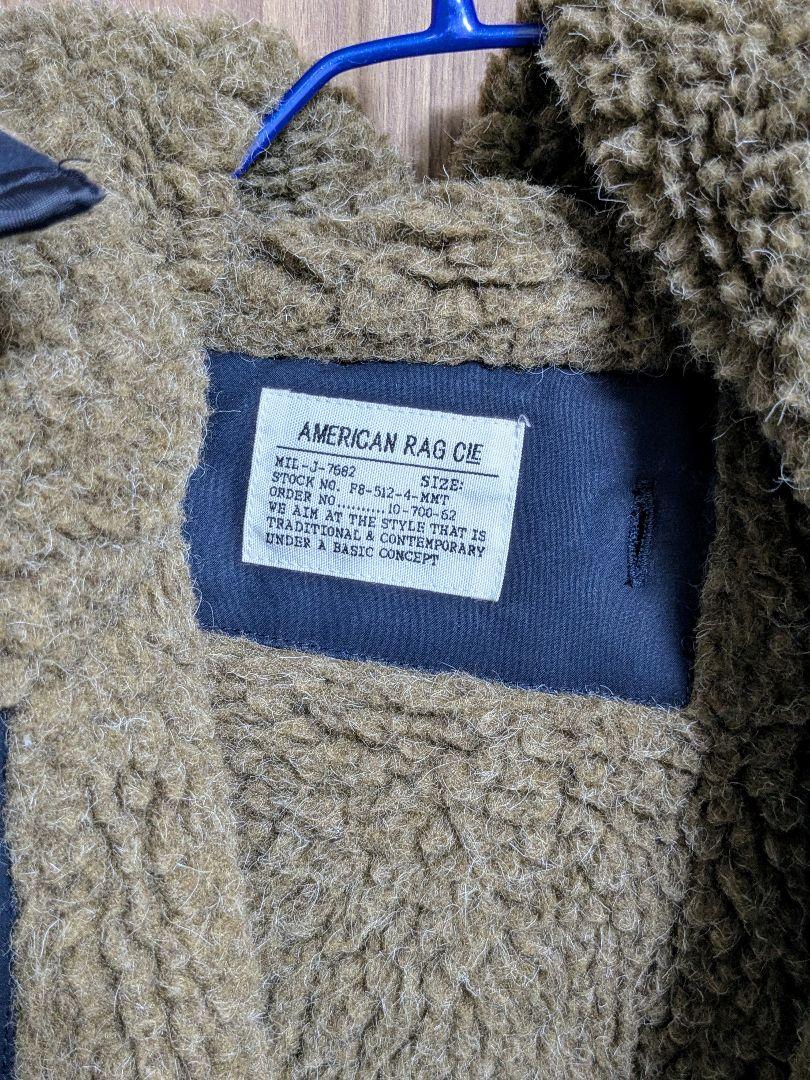 AMERICAN RAG CIE
MIL-J-7682 SIZE:
STOCK NO. F8-512-4-MMT
ORDER NO..........10-700-62
WE AIM AT THE STYLE THAT IS
TRADITIONAL & CONTEMPORARY
UNDER A BASIC CONCEPT